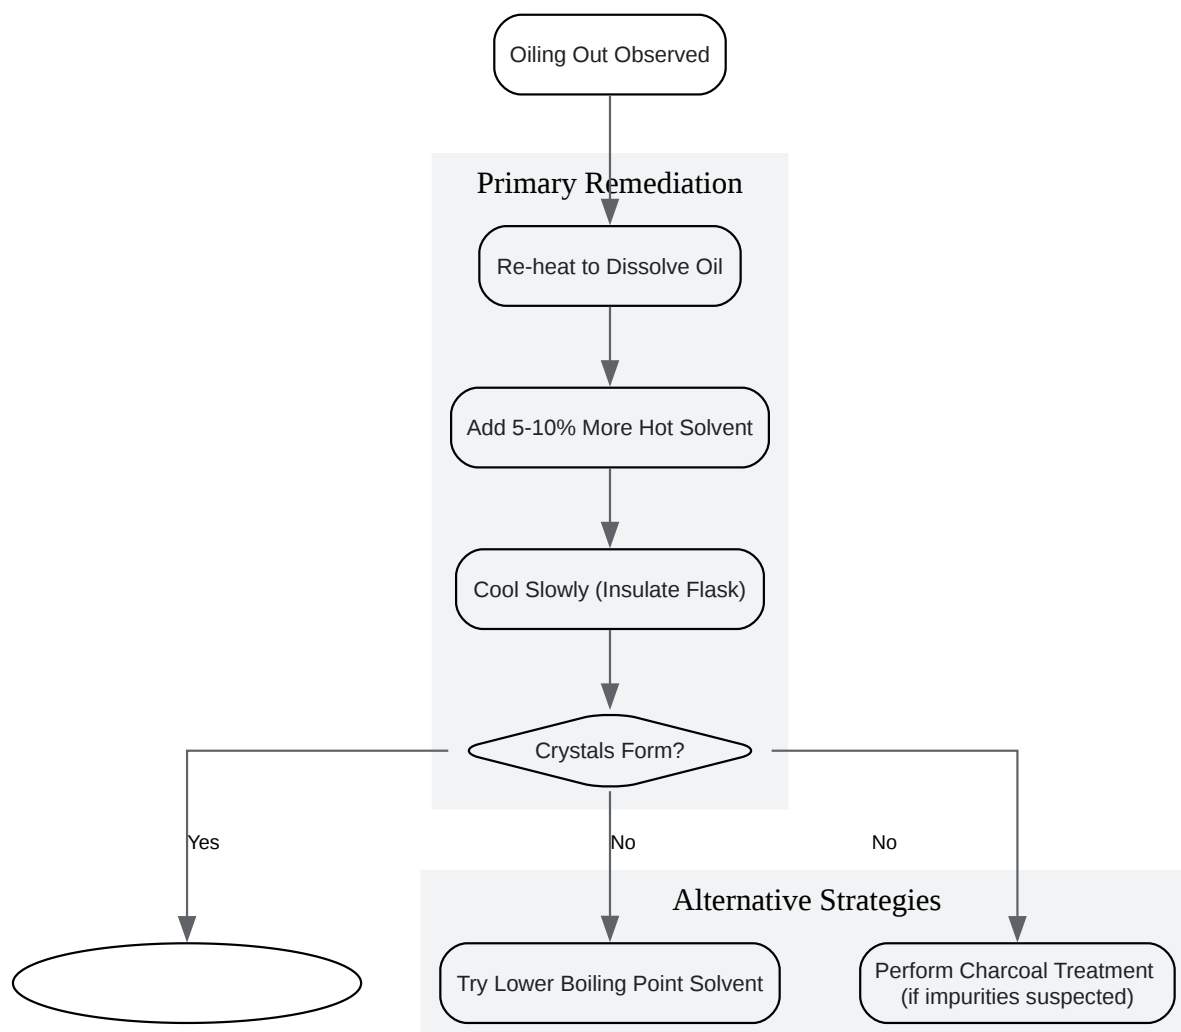 Oiling Out Observed
Primary Remediation
Re-heat to Dissolve Oil
Add 5-10% More Hot Solvent
Cool Slowly (Insulate Flask)
Crystals Form?
Yes
No
No
Alternative Strategies
Try Lower Boiling Point Solvent
Perform Charcoal Treatment
(if impurities suspected)